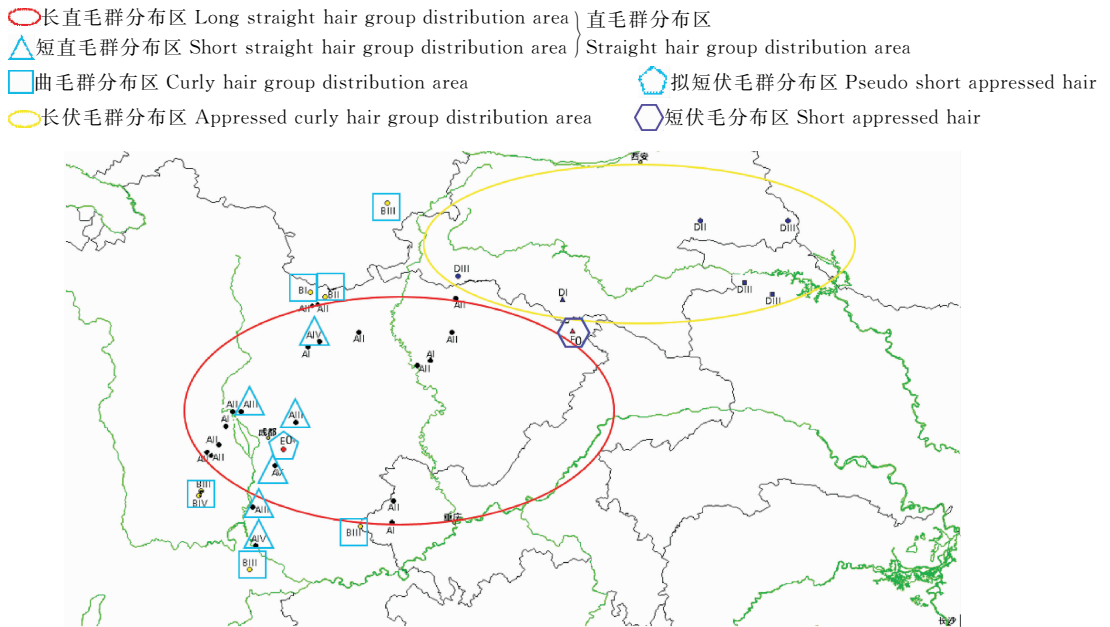 长直毛群分布区 Long straight hair group distribution area
直毛群分布区
短直毛群分布区 Short straight hair group distribution area
Straight hair group distribution area
曲毛群分布区 Curly hair group distribution area
拟短伏毛群分布区 Pseudo short appressed hair
长伏毛群分布区 Appressed curly hair group distribution area
短伏毛分布区 Short appressed hair
西安
BIII
DII
DIII
DIII
BI
BII
DI
DIII
DIII
AII
AII
AII
AIV
AI
AII
AII
AI
AII
AII
AIII
AI
AIII
成都
E0
AII
AII
BIII
BIV
AIII
AII
重庆
AI
BIII
AIV
BIII
长沙